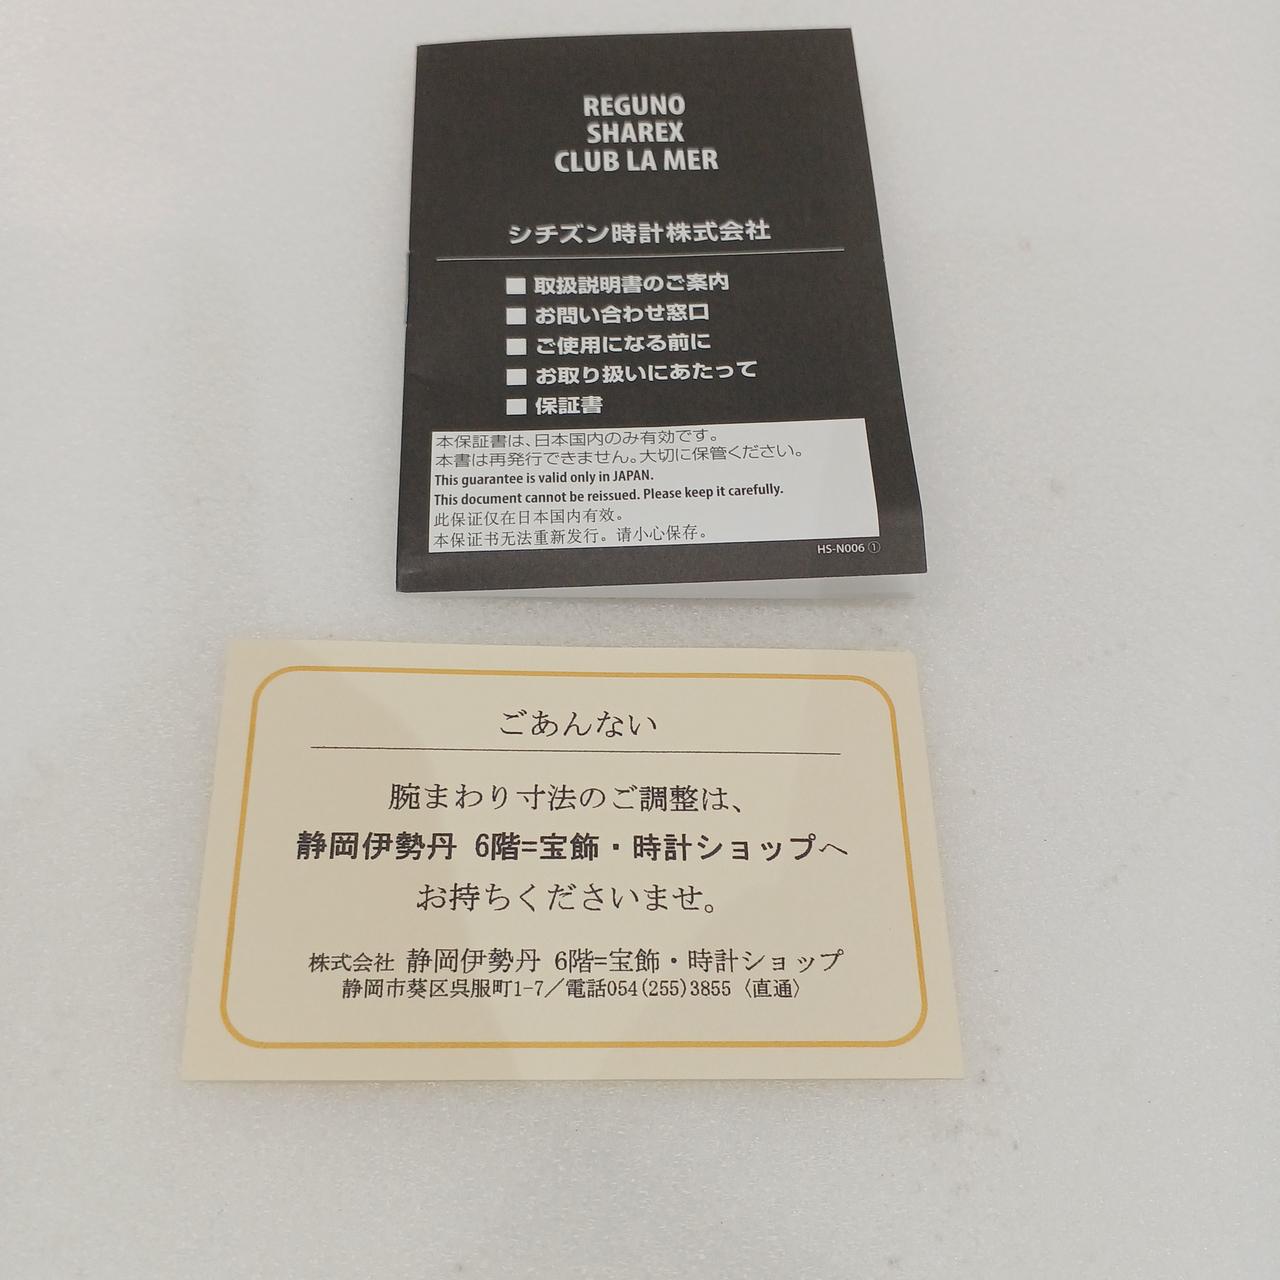 REGUNO
SHAREX
CLUB LA MER
シチズン時計株式会社
■ 取扱説明書のご案内
■ お問い合わせ窓口
■ ご使用になる前に
■ お取り扱いにあたって
■ 保証書
本保証書は、日本国内のみ有効です。
本書は再発行できません。大切に保管ください。
This guarantee is valid only in JAPAN.
This document cannot be reissued. Please keep it carefully.
此保证仅在日本国内有效。
本保证书无法重新发行。请小心保存。
HS-N006 ①
ごあんない
腕まわり寸法のご調整は、
静岡伊勢丹 6階=宝飾・時計ショップへ
お持ちくださいませ。
株式会社 静岡伊勢丹 6階=宝飾・時計ショップ
静岡市葵区呉服町1-7／電話054(255)3855〈直通〉